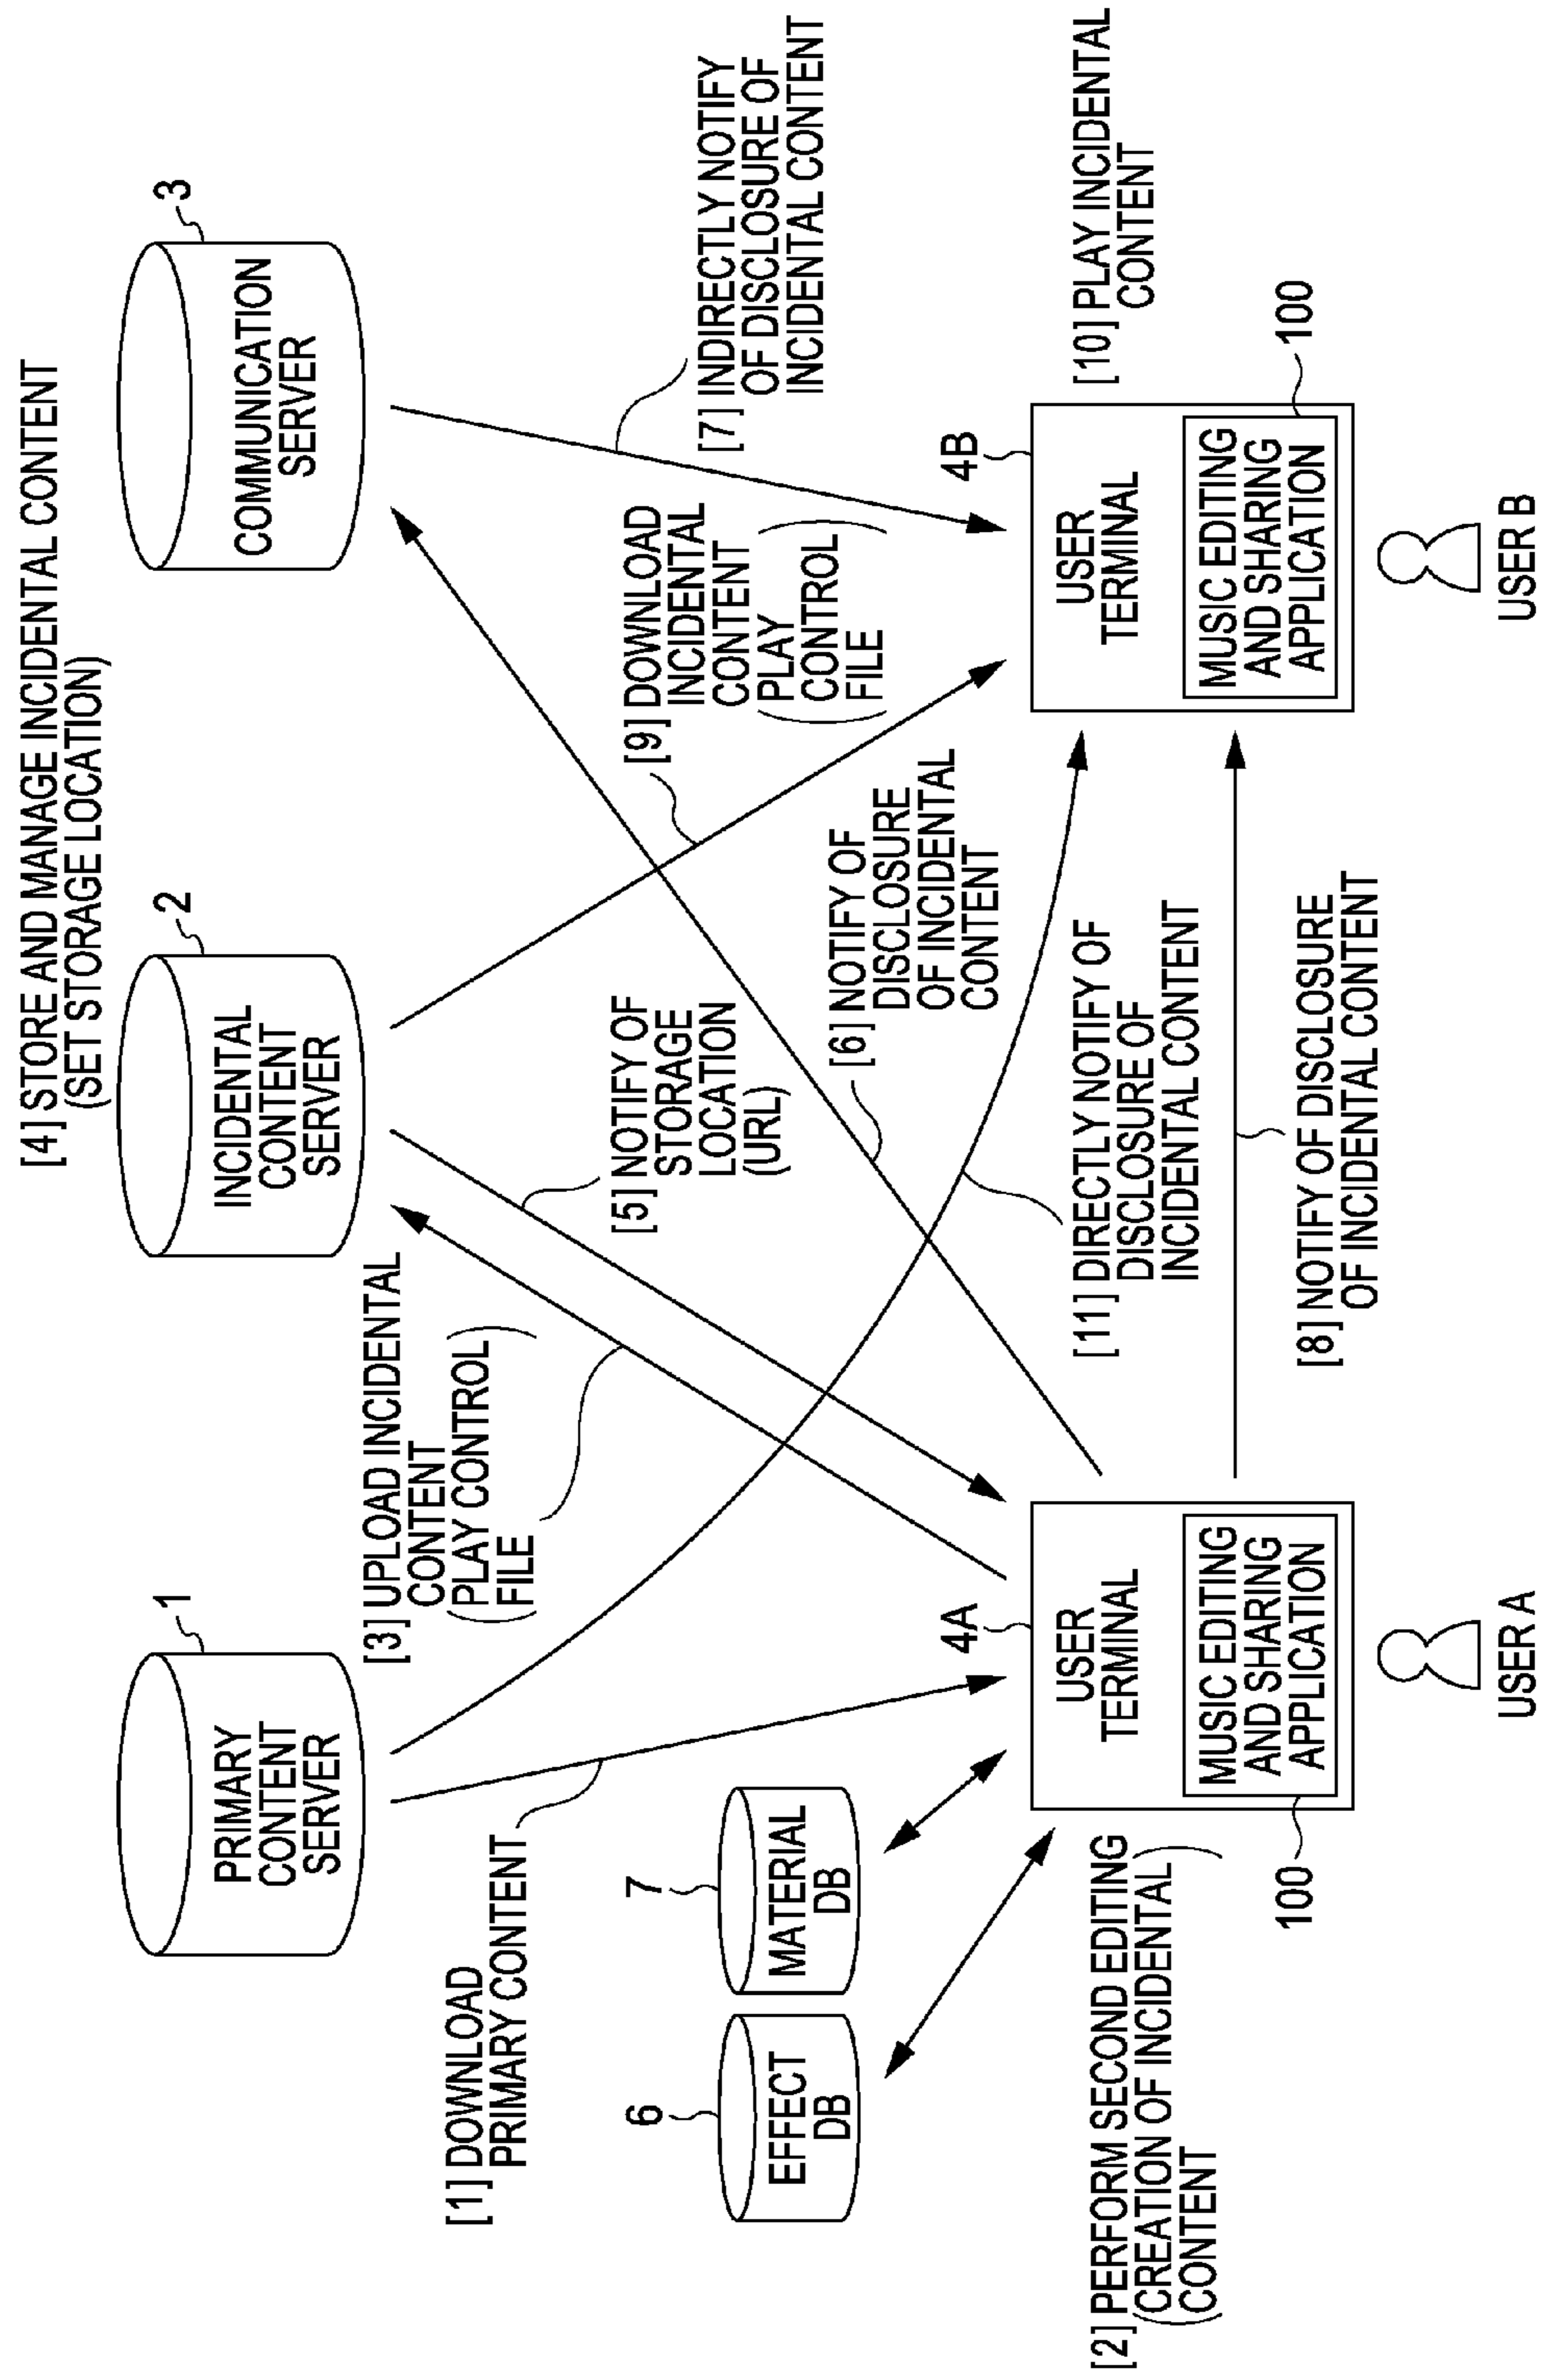 [4] STORE AND MANAGE INCIDENTAL CONTENT
(SET STORAGE LOCATION)
1
PRIMARY
CONTENT
SERVER
2
INCIDENTAL
CONTENT
SERVER
3
COMMUNICATION
SERVER
[1] DOWNLOAD
PRIMARY CONTENT
[3] UPLOAD INCIDENTAL
CONTENT
(PLAY CONTROL
FILE)
[5] NOTIFY OF
STORAGE
LOCATION
(URL)
[9] DOWNLOAD
INCIDENTAL
CONTENT
(PLAY
CONTROL
FILE)
[7] INDIRECTLY NOTIFY
OF DISCLOSURE OF
INCIDENTAL CONTENT
6
EFFECT
DB
7
MATERIAL
DB
[6] NOTIFY OF
DISCLOSURE
OF INCIDENTAL
CONTENT
[2] PERFORM SECOND EDITING
(CREATION OF INCIDENTAL
CONTENT)
4A
USER
TERMINAL
MUSIC EDITING
AND SHARING
APPLICATION
100
USER A
[11] DIRECTLY NOTIFY OF
DISCLOSURE OF
INCIDENTAL CONTENT
[8] NOTIFY OF DISCLOSURE
OF INCIDENTAL CONTENT
4B
USER
TERMINAL
MUSIC EDITING
AND SHARING
APPLICATION
100
USER B
[10] PLAY INCIDENTAL
CONTENT